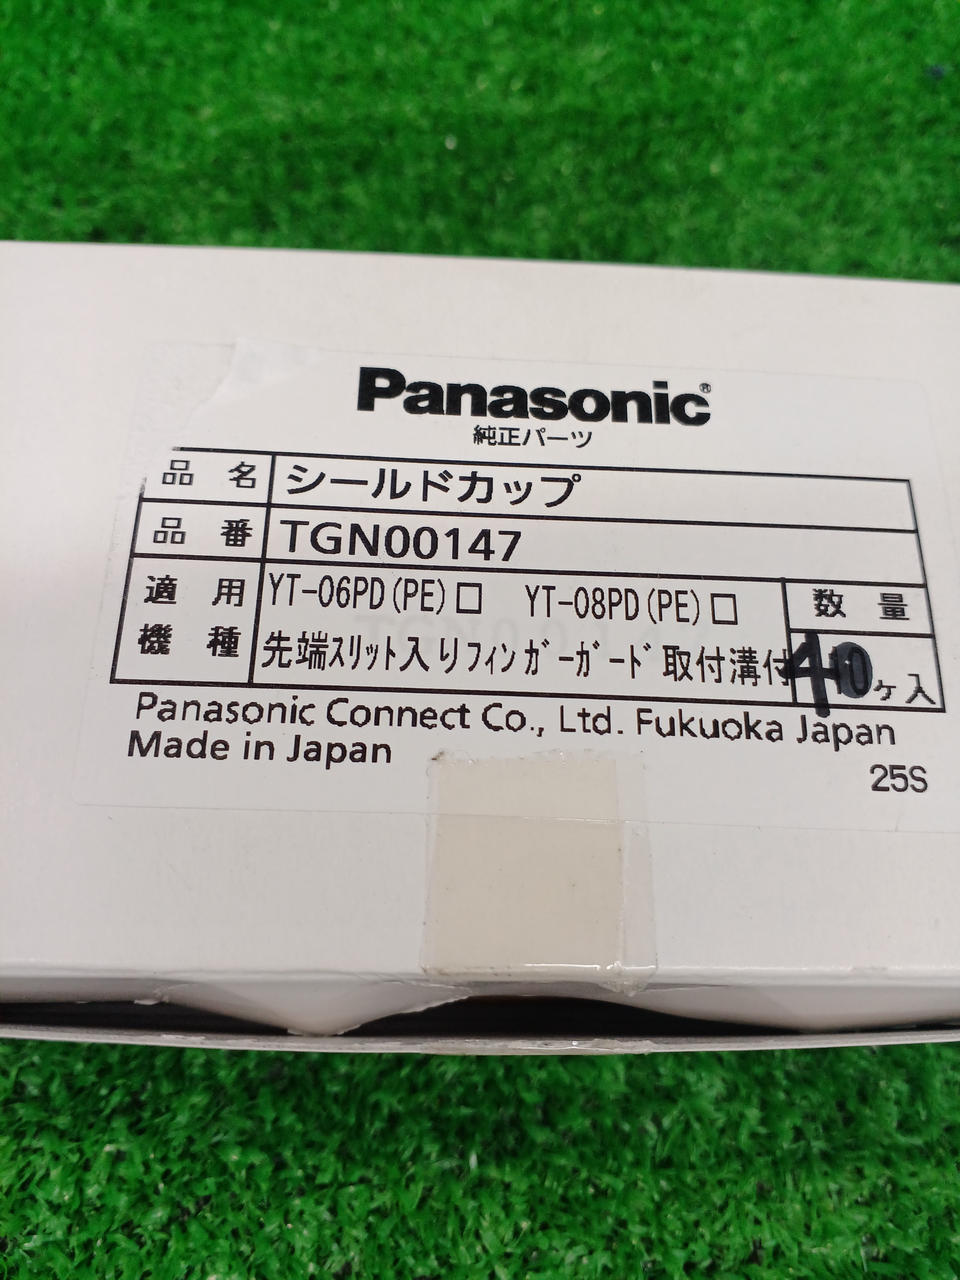 Panasonic®
純正パーツ
品名 シールドカップ
品番 TGN00147
適用機種 YT-06PD(PE)□ YT-08PD(PE)□ 数量
先端ｽﾘｯﾄ入りﾌｨﾝｶﾞｰｶﾞｰﾄﾞ取付溝付 40ヶ入
Panasonic Connect Co., Ltd. Fukuoka Japan
Made in Japan
25S